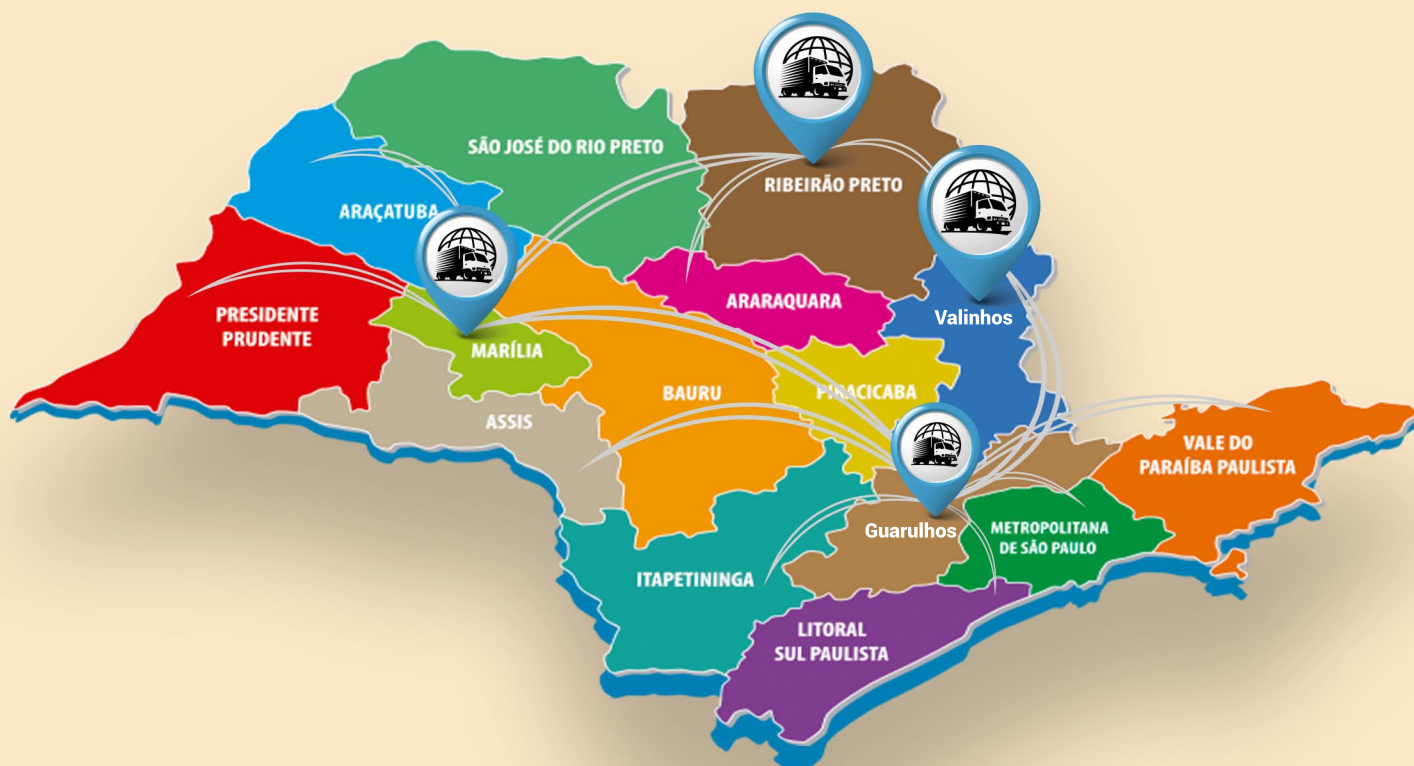 SÃO JOSÉ DO RIO PRETO
RIBEIRÃO PRETO
ARAÇATUBA
ARARAQUARA
PRESIDENTE
PRUDENTE
Valinhos
MARÍLIA
BAURU
PIRACICABA
ASSIS
VALE DO
PARAÍBA PAULISTA
Guarulhos
METROPOLITANA
DE SÃO PAULO
ITAPETININGA
LITORAL
SUL PAULISTA